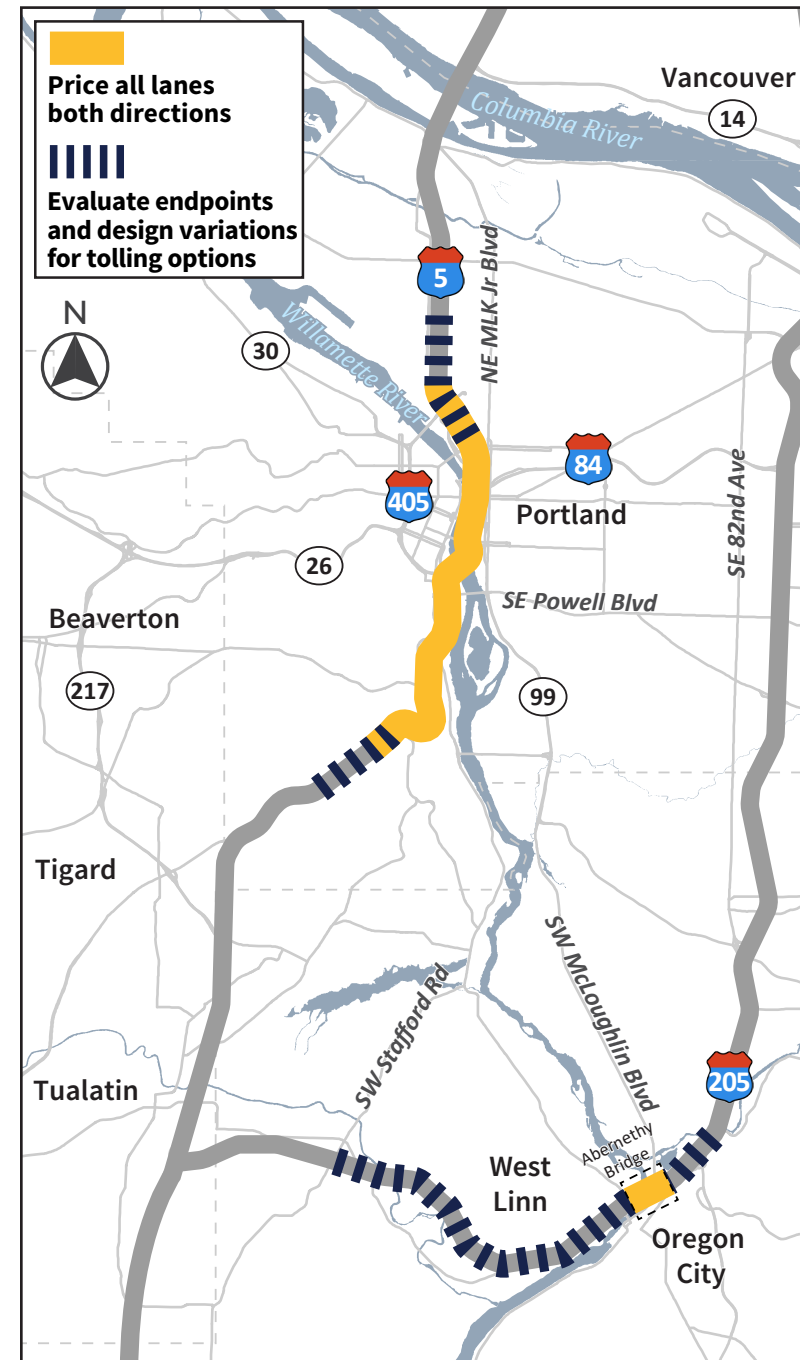 Price all lanes
both directions
Evaluate endpoints
and design variations
for tolling options
Vancouver
14
Columbia River
5
NE MLK Jr Blvd
N
30
Willamette River
84
405
Portland
SE 82nd Ave
26
SE Powell Blvd
Beaverton
217
99
Tigard
SW Stafford Rd
SW McLoughlin Blvd
Tualatin
205
Abernethy
Bridge
West
Linn
Oregon
City